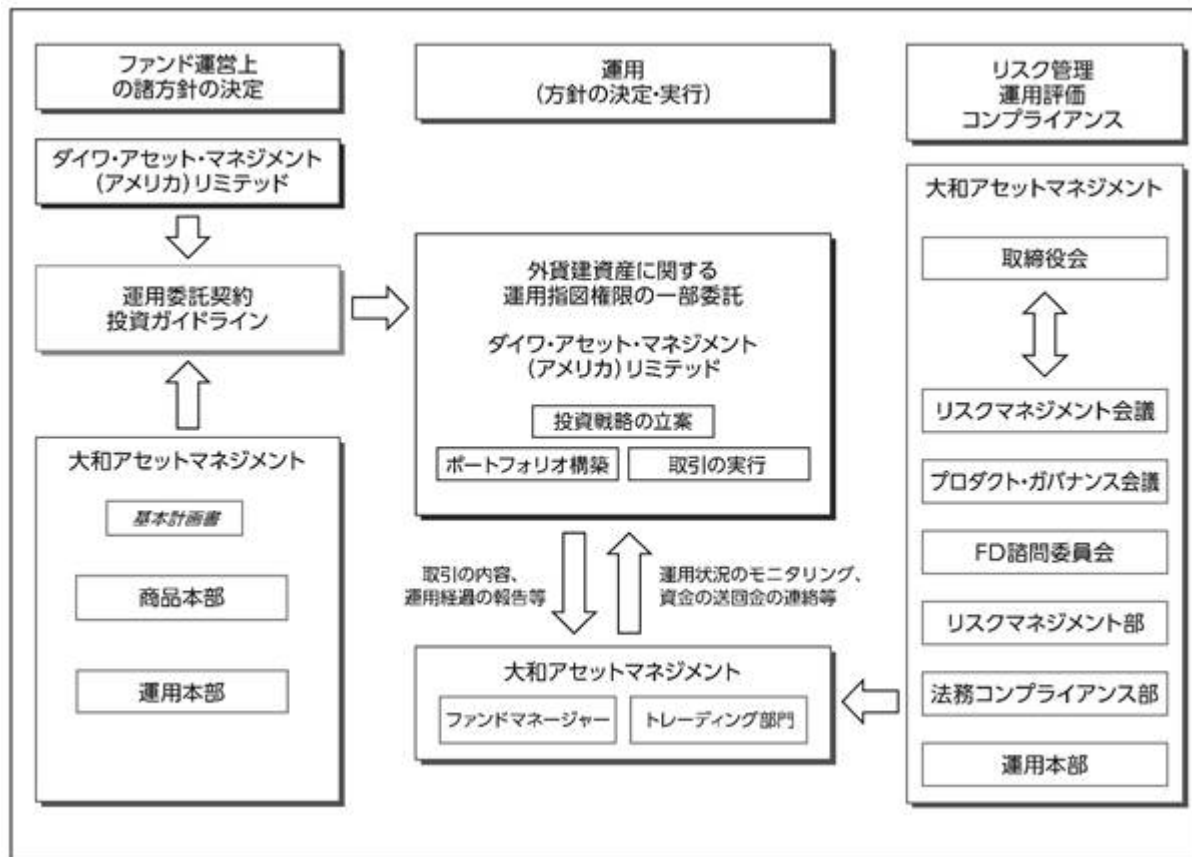 ファンド運営上
の諸方針の決定
ダイワ・アセット・マネジメント
(アメリカ)リミテッド
運用委託契約
投資ガイドライン
大和アセットマネジメント
基本計画書
商品本部
運用本部
運用
(方針の決定・実行)
外貨建資産に関する
運用指図権限の一部委託
ダイワ・アセット・マネジメント
(アメリカ)リミテッド
投資戦略の立案
ポートフォリオ構築
取引の実行
取引の内容、
運用経過の報告等
運用状況のモニタリング、
資金の送回金の連絡等
大和アセットマネジメント
ファンドマネージャー
トレーディング部門
リスク管理
運用評価
コンプライアンス
大和アセットマネジメント
取締役会
リスクマネジメント会議
プロダクト・ガバナンス会議
FD諮問委員会
リスクマネジメント部
法務コンプライアンス部
運用本部